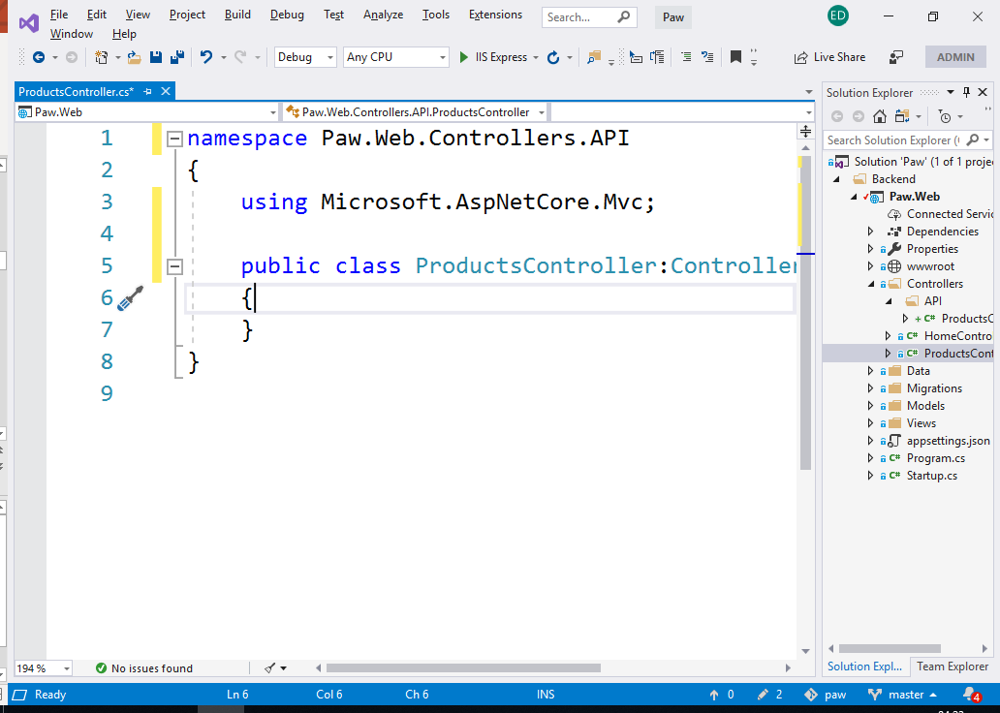 File Edit View Project Build Debug Test Analyze Tools Extensions Search... Paw ED
Window Help
Debug Any CPU IIS Express Live Share ADMIN
ProductsController.cs*
Paw.Web Paw.Web.Controllers.API.ProductsController
1 namespace Paw.Web.Controllers.API
2 {
3 using Microsoft.AspNetCore.Mvc;
4
5 public class ProductsController:Controller
6 {
7 }
8 }
9
194 % No issues found
Solution Explorer
Search Solution Explorer (
Solution 'Paw' (1 of 1 proje
Backend
Paw.Web
Connected Servic
Dependencies
Properties
wwwroot
Controllers
API
+ C# ProductsC
C# HomeContro
C# ProductsCont
Data
Migrations
Models
Views
appsettings.json
C# Program.cs
C# Startup.cs
Solution Expl... Team Explorer
Ready Ln 6 Col 6 Ch 6 INS 0 2 paw master 4